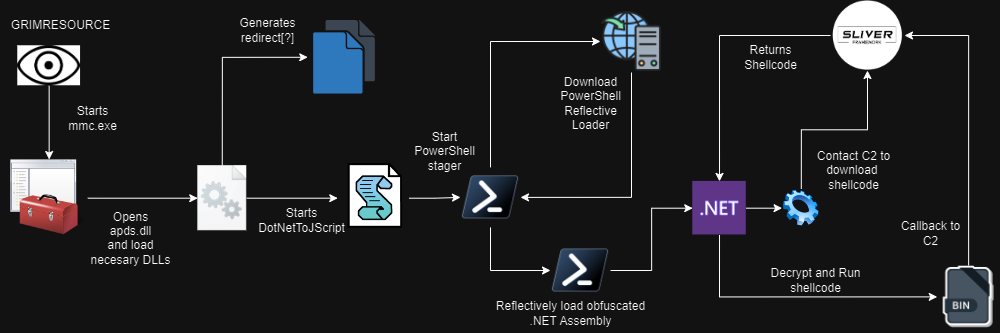 GRIMRESOURCE
Starts
mmc.exe
Opens
apds.dll
and load
necesary DLLs
Generates
redirect[?]
Starts
DotNetToJScript
Start
PowerShell
stager
Download
PowerShell
Reflective
Loader
Reflectively load obfuscated
.NET Assembly
.NET
Returns
Shellcode
SLIVER
FRAMEWORK
Contact C2 to
download
shellcode
Decrypt and Run
shellcode
Callback to
C2
BIN